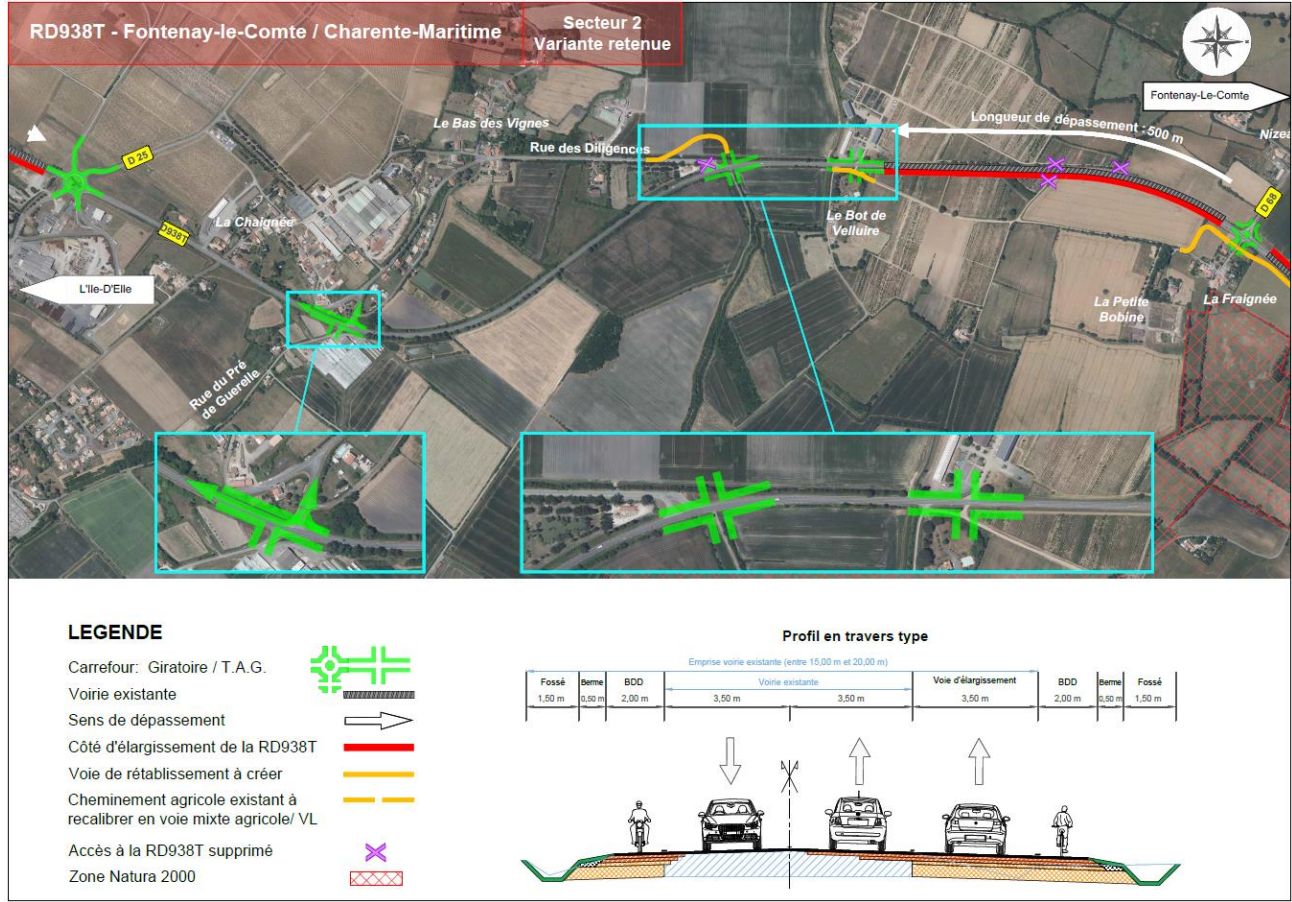 RD938T - Fontenay-le-Comte / Charente-Maritime
Secteur 2
Variante retenue
Fontenay-Le-Comte
Longueur de dépassement : 500 m
Le Bas des Vignes
Rue des Diligences
D 25
D 68
La Chaignée
D938T
Le Bot de
Velluire
L'Ile-D'Elle
La Petite
Bobine
La Fraignée
Rue du Pré
de Guerelle
LEGENDE
Carrefour: Giratoire / T.A.G.
Voirie existante
Sens de dépassement
Côté d'élargissement de la RD938T
Voie de rétablissement à créer
Cheminement agricole existant à
recalibrer en voie mixte agricole/ VL
Accès à la RD938T supprimé
Zone Natura 2000
Profil en travers type
Emprise voirie existante (entre 15,00 m et 20,00 m)
Fossé Berme BDD Voirie existante Voie d'élargissement BDD Berme Fossé
1,50 m 0,50 m 2,00 m 3,50 m 3,50 m 3,50 m 2,00 m 0,50 m 1,50 m